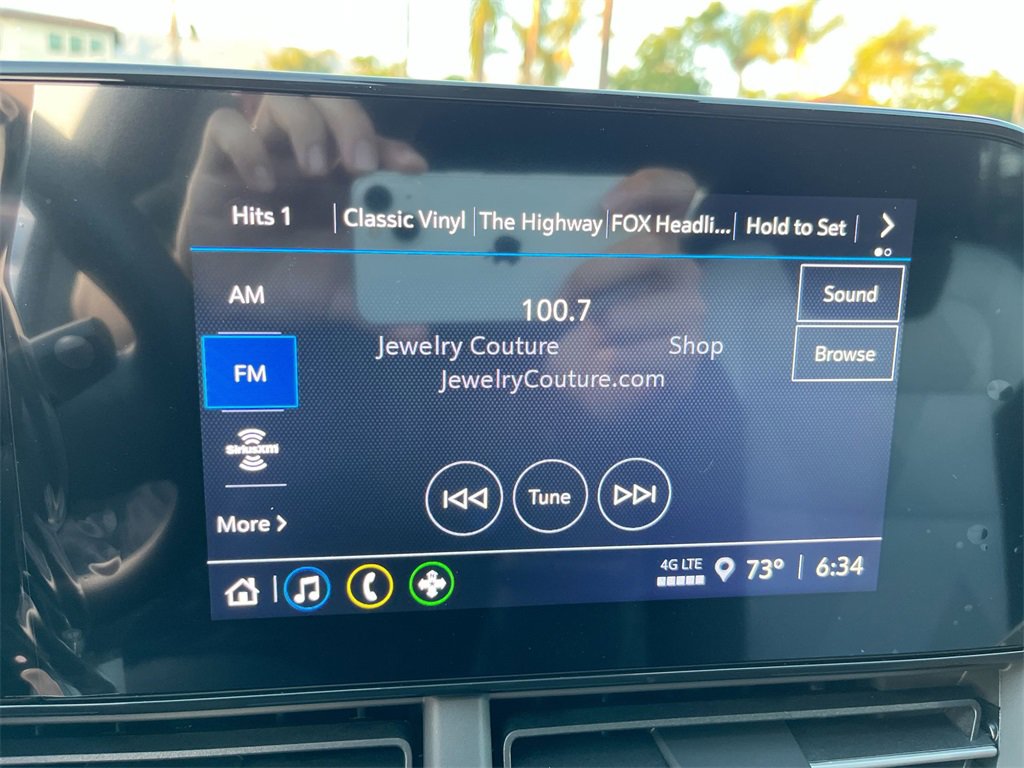 Hits 1 Classic Vinyl The Highway FOX Headli... Hold to Set
AM
100.7
Sound
Jewelry Couture Shop
Browse
FM
JewelryCouture.com
SiriusXM
Tune
More
4G LTE 73° 6:34